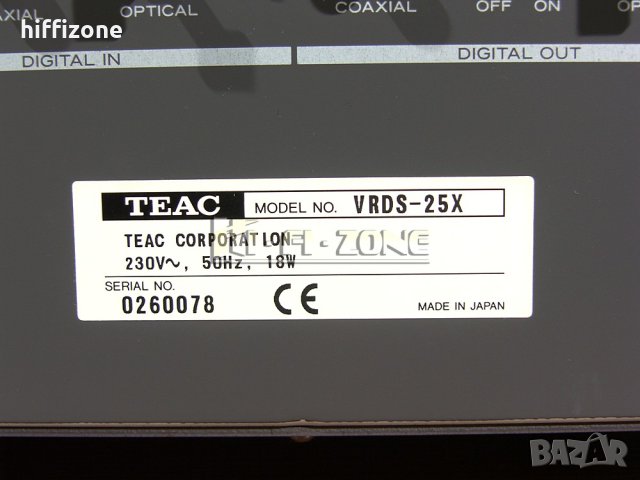 hiffizone
OPTICAL COAXIAL OFF ON
DIGITAL IN DIGITAL OUT
TEAC MODEL NO. VRDS-25X
TEAC CORPORATION
HI-FI-ZONE
230V~, 50Hz, 18W
SERIAL NO.
0260078 CE MADE IN JAPAN
BAZAR